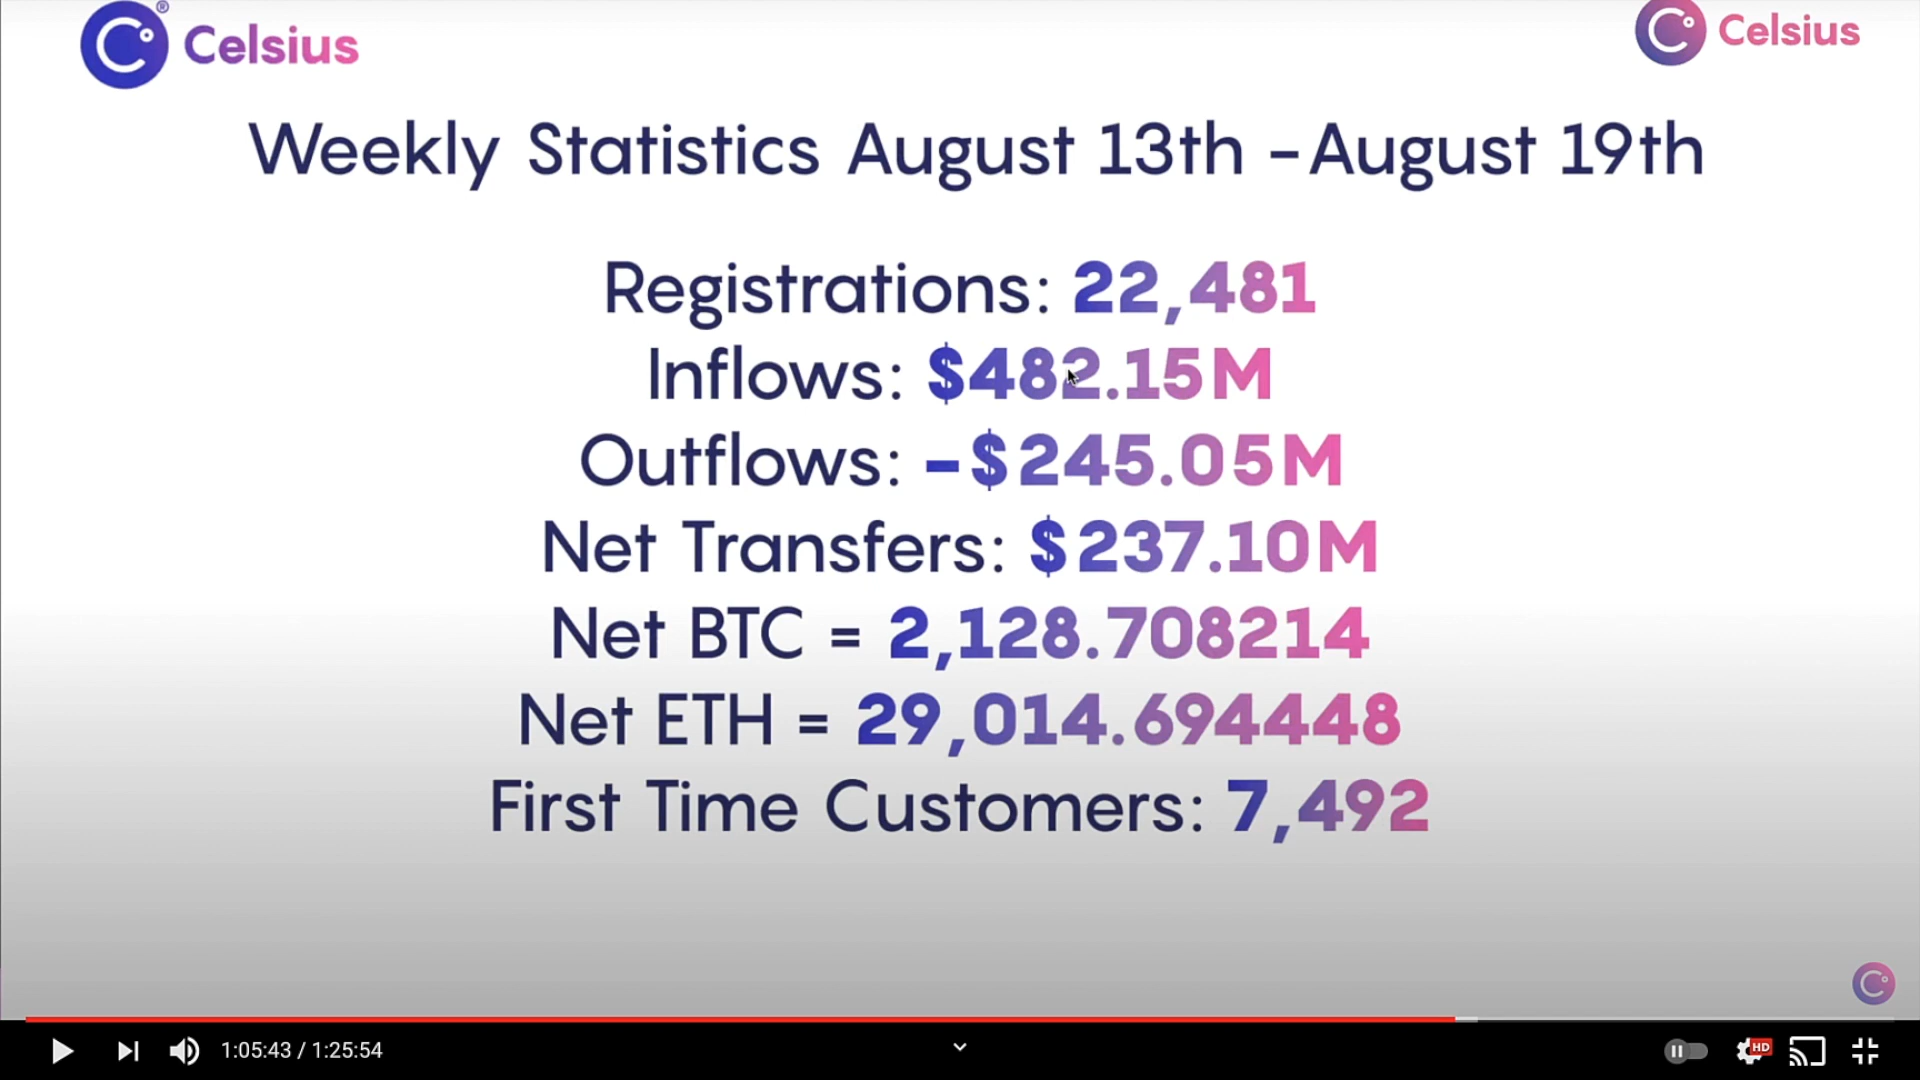 Celsius
Celsius
Weekly Statistics August 13th -August 19th
Registrations: 22,481
Inflows: $482.15M
Outflows: -$245.05M
Net Transfers: $237.10M
Net BTC = 2,128.708214
Net ETH = 29,014.694448
First Time Customers: 7,492
1:05:43 / 1:25:54
HD